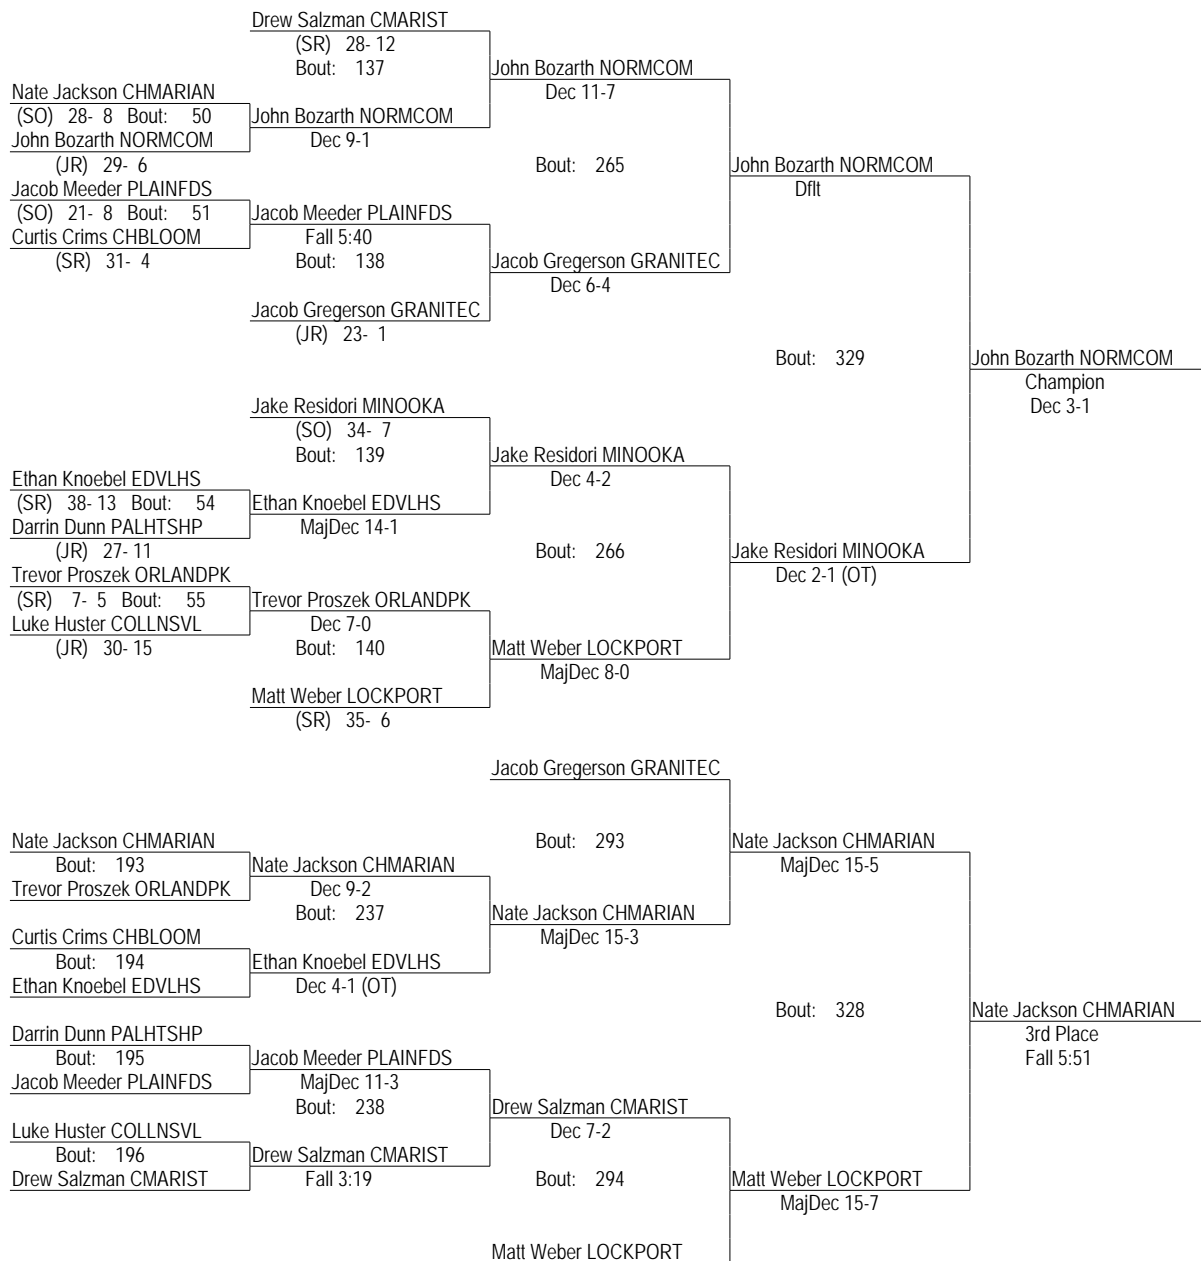 Drew Salzman CMARIST
(SR) 28- 12
Bout: 137
John Bozarth NORMCOM
Dec 11-7
Nate Jackson CHMARIAN
(SO) 28- 8 Bout: 50
John Bozarth NORMCOM
John Bozarth NORMCOM
Dec 9-1
(JR) 29- 6
Bout: 265
John Bozarth NORMCOM
Dflt
Jacob Meeder PLAINFDS
(SO) 21- 8 Bout: 51
Jacob Meeder PLAINFDS
Curtis Crims CHBLOOM
Fall 5:40
(SR) 31- 4
Bout: 138
Jacob Gregerson GRANITEC
Dec 6-4
Jacob Gregerson GRANITEC
(JR) 23- 1
Bout: 329
John Bozarth NORMCOM
Champion
Dec 3-1
Jake Residori MINOOKA
(SO) 34- 7
Bout: 139
Jake Residori MINOOKA
Dec 4-2
Ethan Knoebel EDVLHS
(SR) 38- 13 Bout: 54
Ethan Knoebel EDVLHS
Darrin Dunn PALHTSHP
MajDec 14-1
(JR) 27- 11
Bout: 266
Jake Residori MINOOKA
Dec 2-1 (OT)
Trevor Proszek ORLANDPK
(SR) 7- 5 Bout: 55
Trevor Proszek ORLANDPK
Luke Huster COLLNSVL
Dec 7-0
(JR) 30- 15
Bout: 140
Matt Weber LOCKPORT
MajDec 8-0
Matt Weber LOCKPORT
(SR) 35- 6
Jacob Gregerson GRANITEC
Nate Jackson CHMARIAN
Bout: 293
Nate Jackson CHMARIAN
Bout: 193
Nate Jackson CHMARIAN
MajDec 15-5
Trevor Proszek ORLANDPK
Dec 9-2
Bout: 237
Nate Jackson CHMARIAN
MajDec 15-3
Curtis Crims CHBLOOM
Bout: 194
Ethan Knoebel EDVLHS
Ethan Knoebel EDVLHS
Dec 4-1 (OT)
Bout: 328
Nate Jackson CHMARIAN
3rd Place
Fall 5:51
Darrin Dunn PALHTSHP
Bout: 195
Jacob Meeder PLAINFDS
Jacob Meeder PLAINFDS
MajDec 11-3
Bout: 238
Drew Salzman CMARIST
Dec 7-2
Luke Huster COLLNSVL
Bout: 196
Drew Salzman CMARIST
Drew Salzman CMARIST
Fall 3:19
Bout: 294
Matt Weber LOCKPORT
MajDec 15-7
Matt Weber LOCKPORT